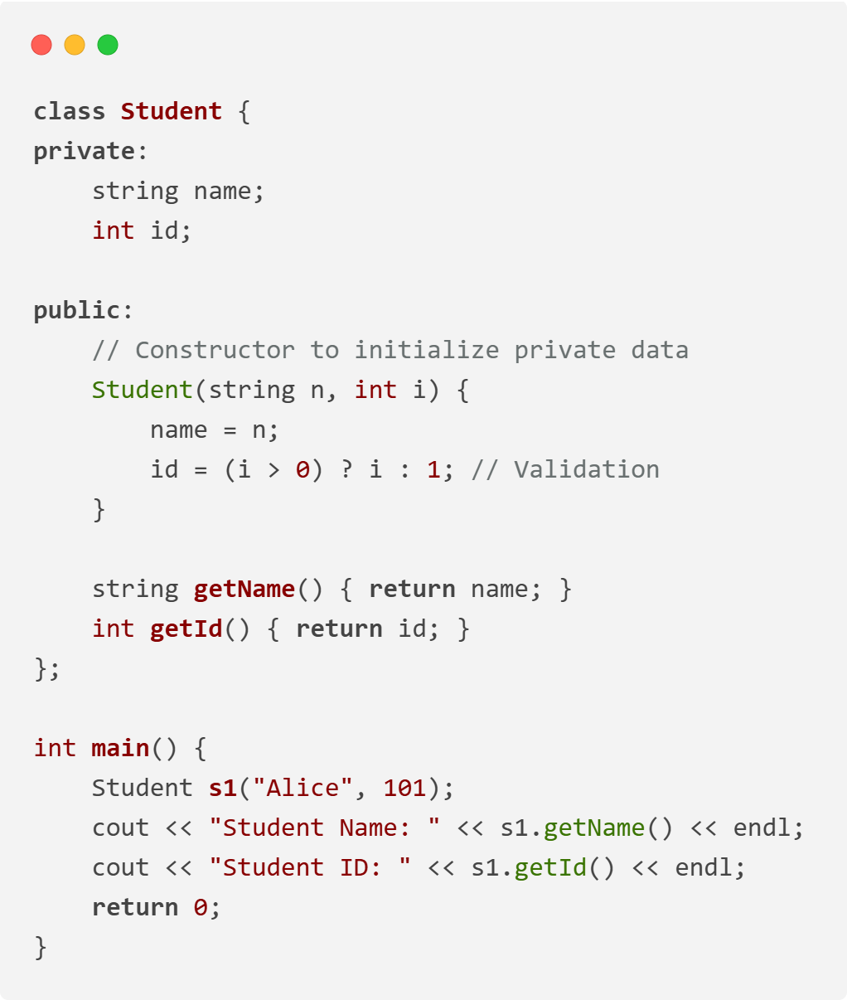 class Student {
private:
    string name;
    int id;

public:
    // Constructor to initialize private data
    Student(string n, int i) {
        name = n;
        id = (i > 0) ? i : 1; // Validation
    }

    string getName() { return name; }
    int getId() { return id; }
};

int main() {
    Student s1("Alice", 101);
    cout << "Student Name: " << s1.getName() << endl;
    cout << "Student ID: " << s1.getId() << endl;
    return 0;
}